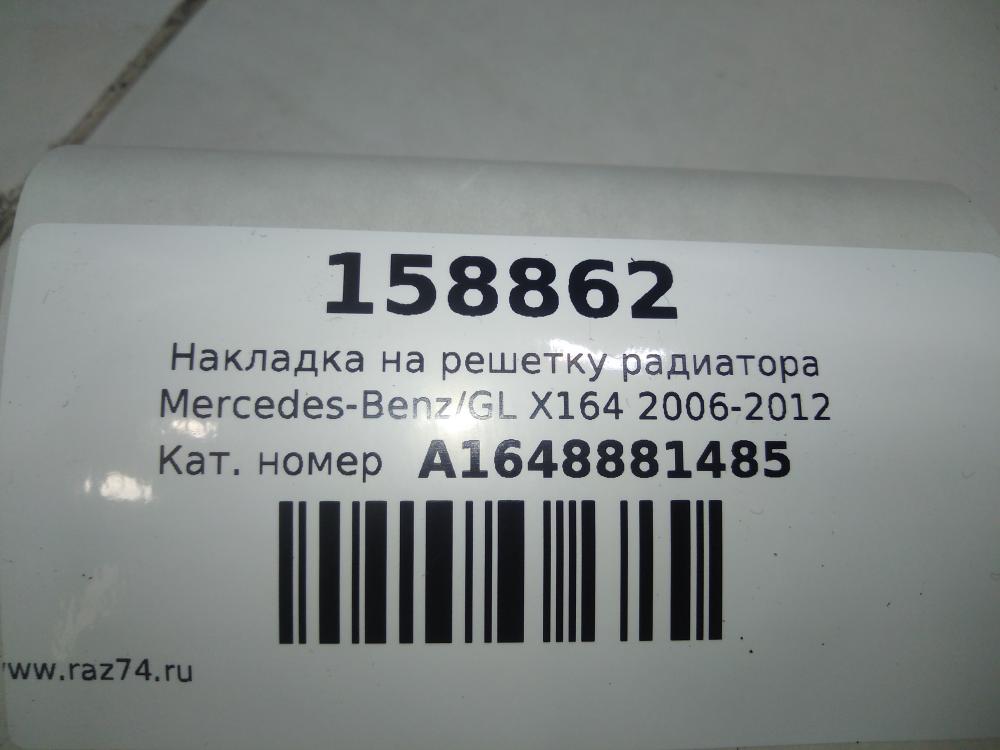 158862
Накладка на решетку радиатора
Mercedes-Benz/GL X164 2006-2012
Кат. номер A1648881485
www.raz74.ru